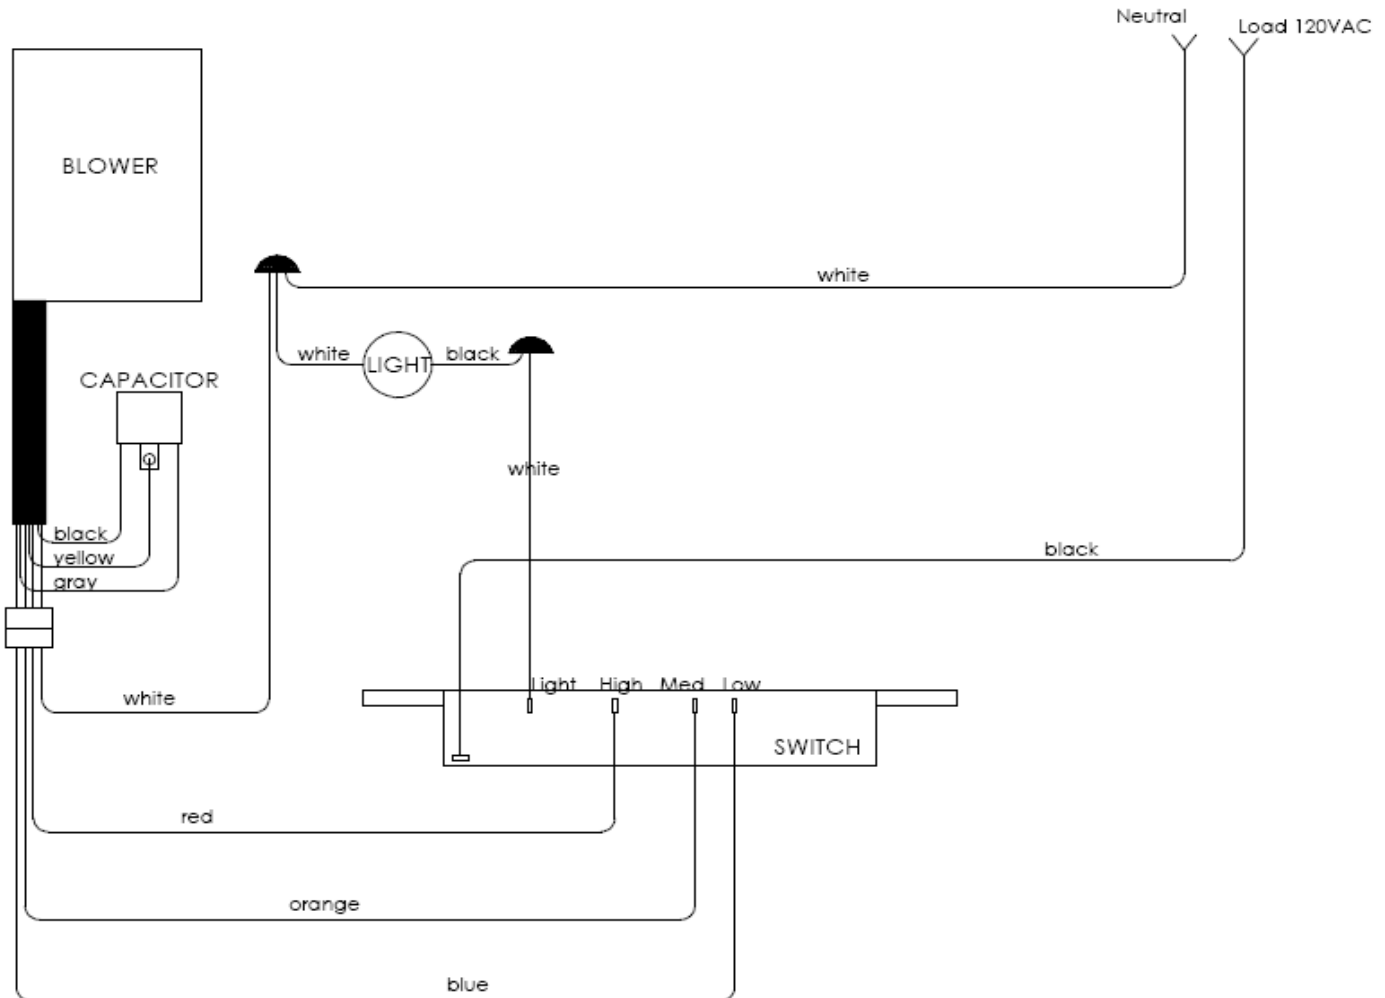 Neutral
Load 120VAC
BLOWER
white
white
LIGHT
black
CAPACITOR
white
black
yellow
gray
black
white
Light
High
Med
Low
SWITCH
red
orange
blue